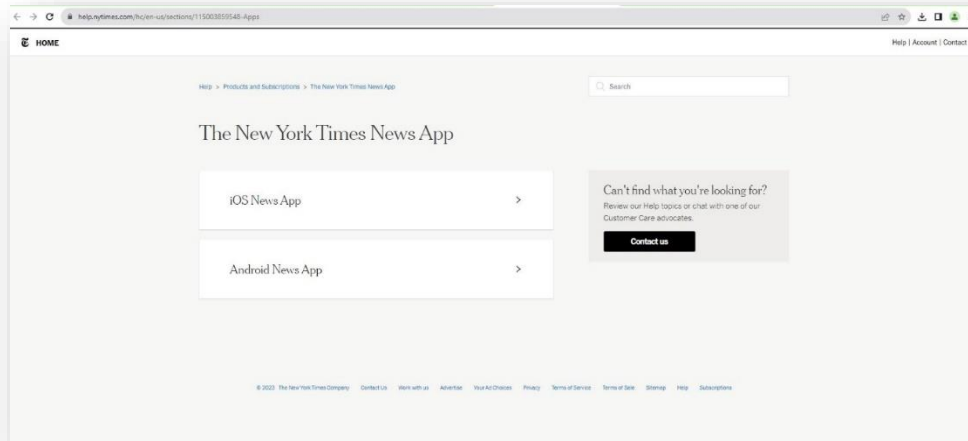 help.nytimes.com/hc/en-us/sections/115003859548-Apps
HOME
Help | Account | Contact
Help > Products and Subscriptions > The New York Times News App
Search
The New York Times News App
iOS News App
Android News App
Can't find what you're looking for?
Review our Help topics or chat with one of our
Customer Care advocates.
Contact us
© 2023 The New York Times Company Contact Us Work with us Advertise Your Ad Choices Privacy Terms of Service Terms of Sale Sitemap Help Subscriptions